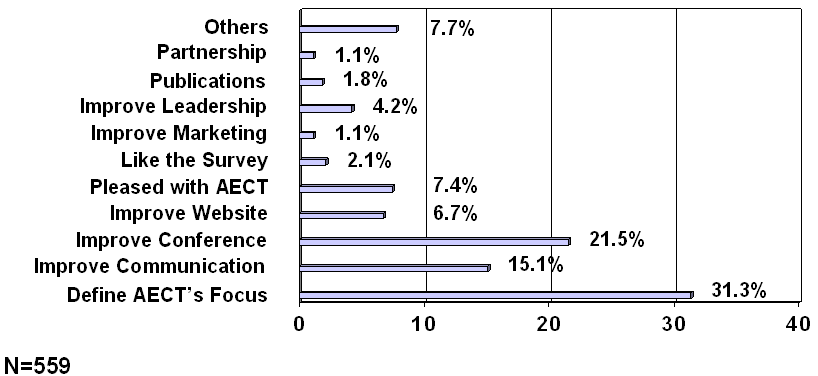 Others 7.7%
Partnership 1.1%
Publications 1.8%
Improve Leadership 4.2%
Improve Marketing 1.1%
Like the Survey 2.1%
Pleased with AECT 7.4%
Improve Website 6.7%
Improve Conference 21.5%
Improve Communication 15.1%
Define AECT's Focus 31.3%
0 10 20 30 40
N=559